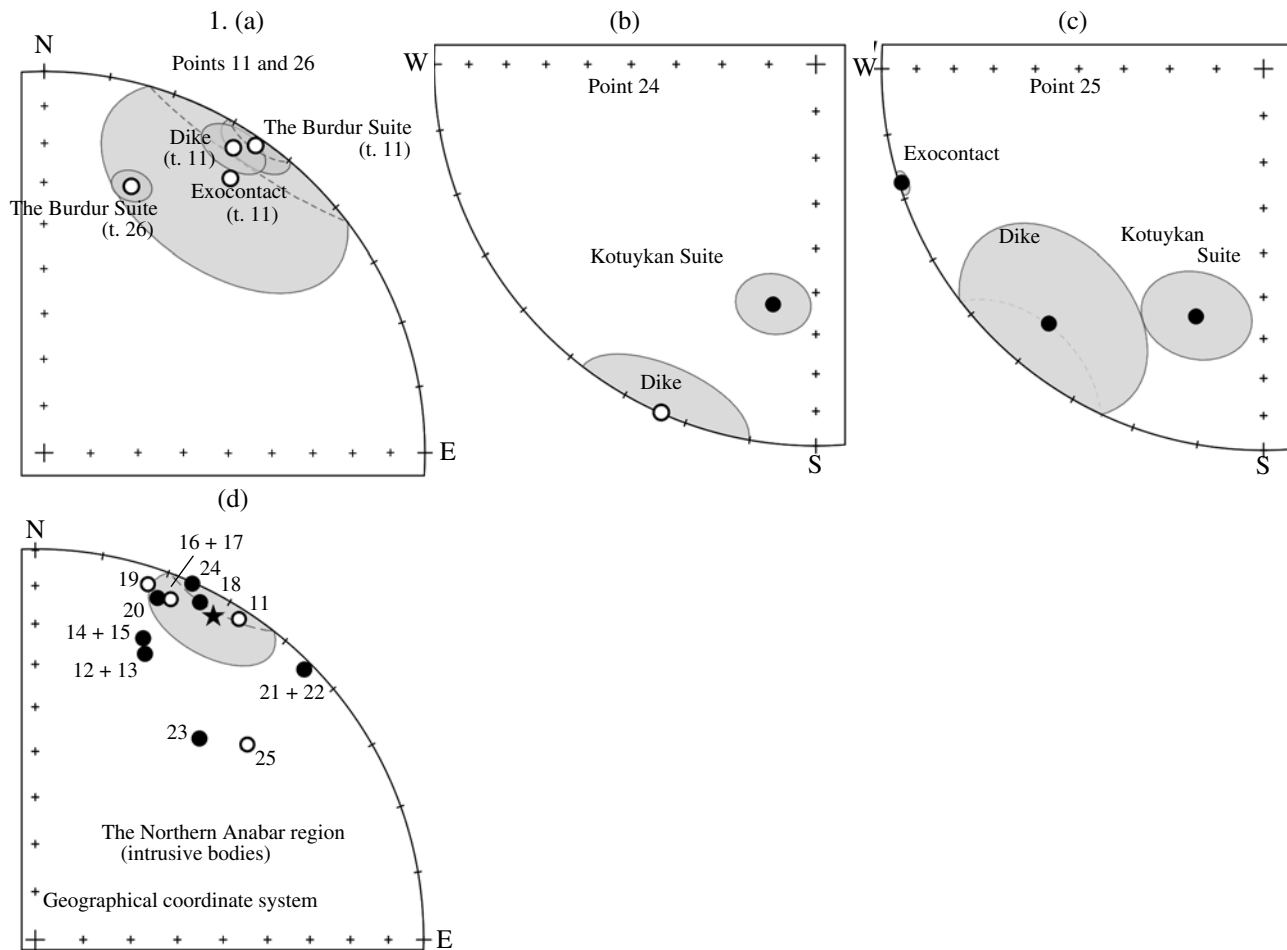 1. (a)
(b)
(c)
N
Points 11 and 26
Dike
(t. 11)
The Burdur Suite
(t. 11)
Exocontact
(t. 11)
The Burdur Suite
(t. 26)
E
W
Point 24
Kotuykan Suite
Dike
S
W
Point 25
Exocontact
Dike
Kotuykan
Suite
S
(d)
N
16 + 17
19
24
18
20
11
14 + 15
12 + 13
21 + 22
23
25
The Northern Anabar region
(intrusive bodies)
Geographical coordinate system
E